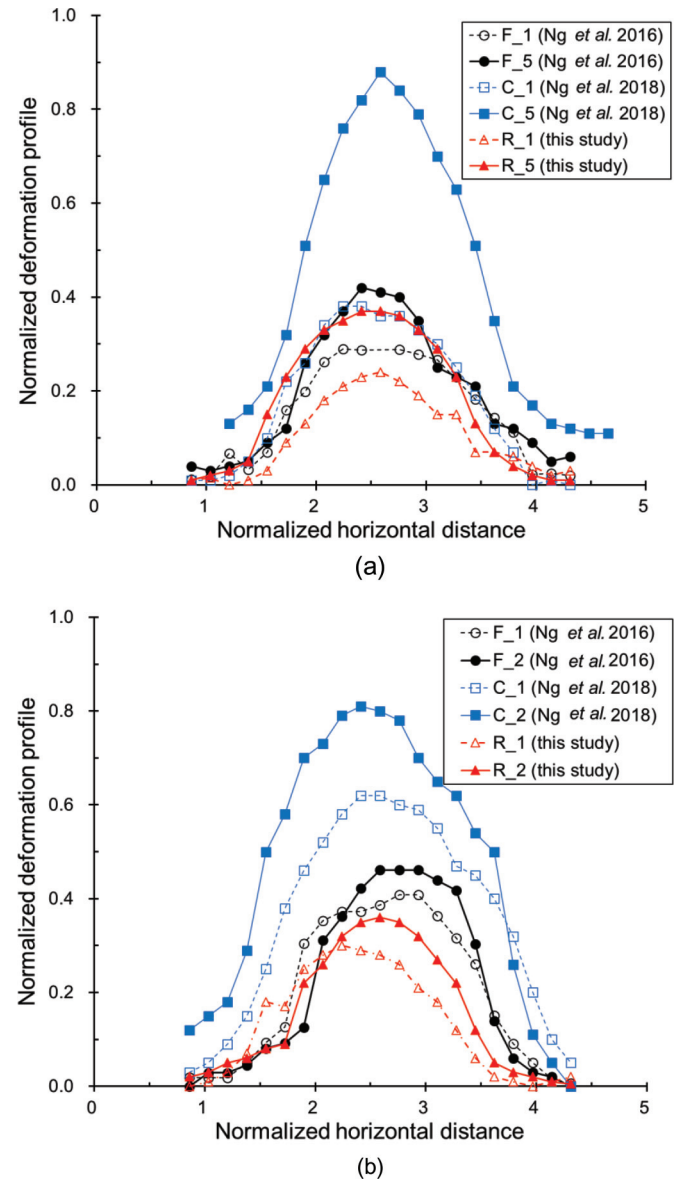 1.0
0.8
0.6
0.4
0.2
0.0
Normalized deformation profile
F_1 (Ng et al. 2016)
F_5 (Ng et al. 2016)
C_1 (Ng et al. 2018)
C_5 (Ng et al. 2018)
R_1 (this study)
R_5 (this study)
0 1 2 3 4 5
Normalized horizontal distance
(a)
1.0
0.8
0.6
0.4
0.2
0.0
Normalized deformation profile
F_1 (Ng et al. 2016)
F_2 (Ng et al. 2016)
C_1 (Ng et al. 2018)
C_2 (Ng et al. 2018)
R_1 (this study)
R_2 (this study)
0 1 2 3 4 5
Normalized horizontal distance
(b)